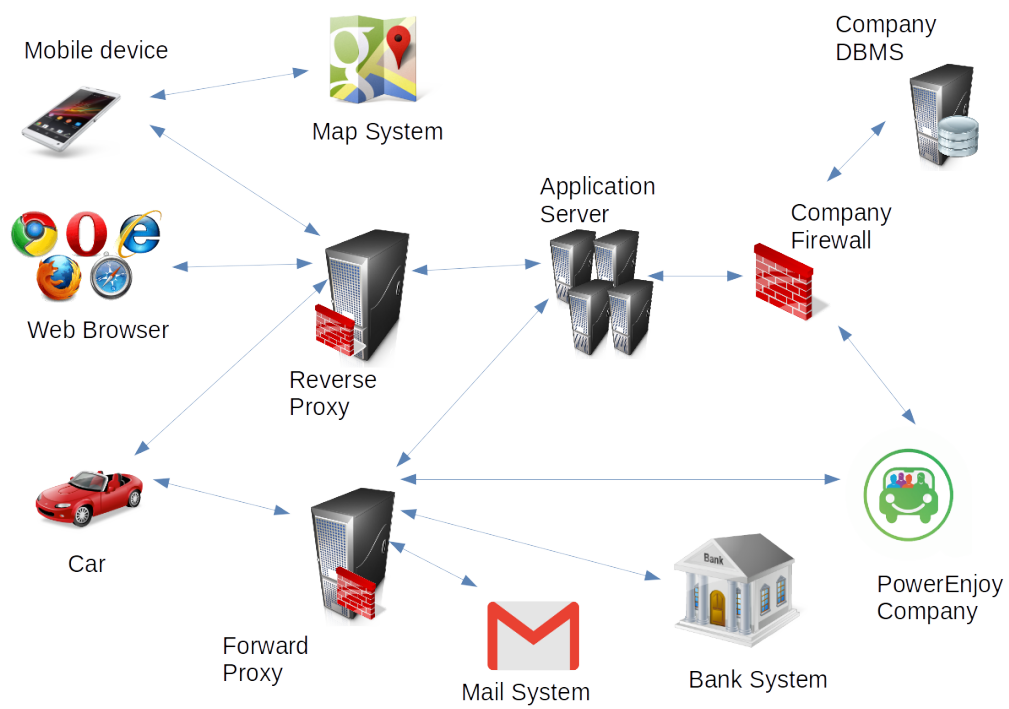 Company
DBMS
Mobile device
Map System
Application
Server
Company
Firewall
Web Browser
Reverse
Proxy
Car
Bank
PowerEnjoy
Company
Forward
Proxy
Bank System
Mail System